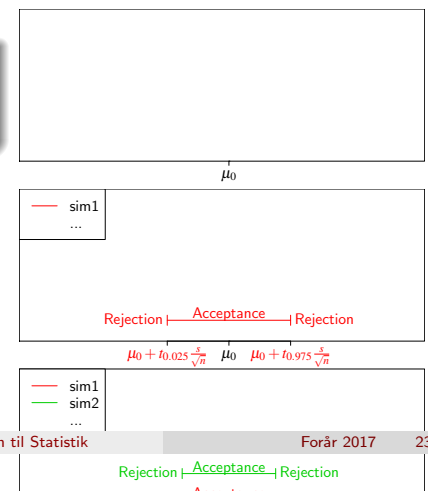 μ₀
sim1
...
Rejection Acceptance Rejection
μ₀ + t₀.₀₂₅ s/√n μ₀ μ₀ + t₀.₉₇₅ s/√n
sim1
sim2
...
n til Statistik Forår 2017 23
Rejection Acceptance Rejection